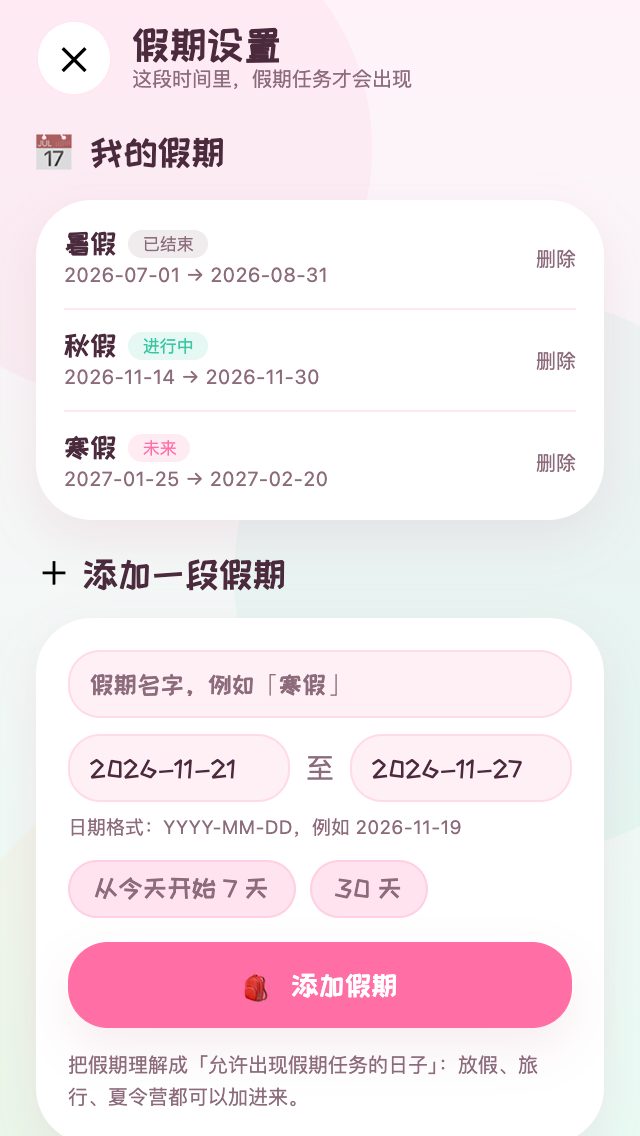 假期设置
这段时间里，假期任务才会出现
JUL
17
我的假期
暑假 已结束
2026-07-01 → 2026-08-31
删除
秋假 进行中
2026-11-14 → 2026-11-30
删除
寒假 未来
2027-01-25 → 2027-02-20
删除
+ 添加一段假期
假期名字，例如「寒假」
2026-11-21 至 2026-11-27
日期格式：YYYY-MM-DD，例如 2026-11-19
从今天开始 7 天 30 天
添加假期
把假期理解成「允许出现假期任务的日子」：放假、旅
行、夏令营都可以加进来。